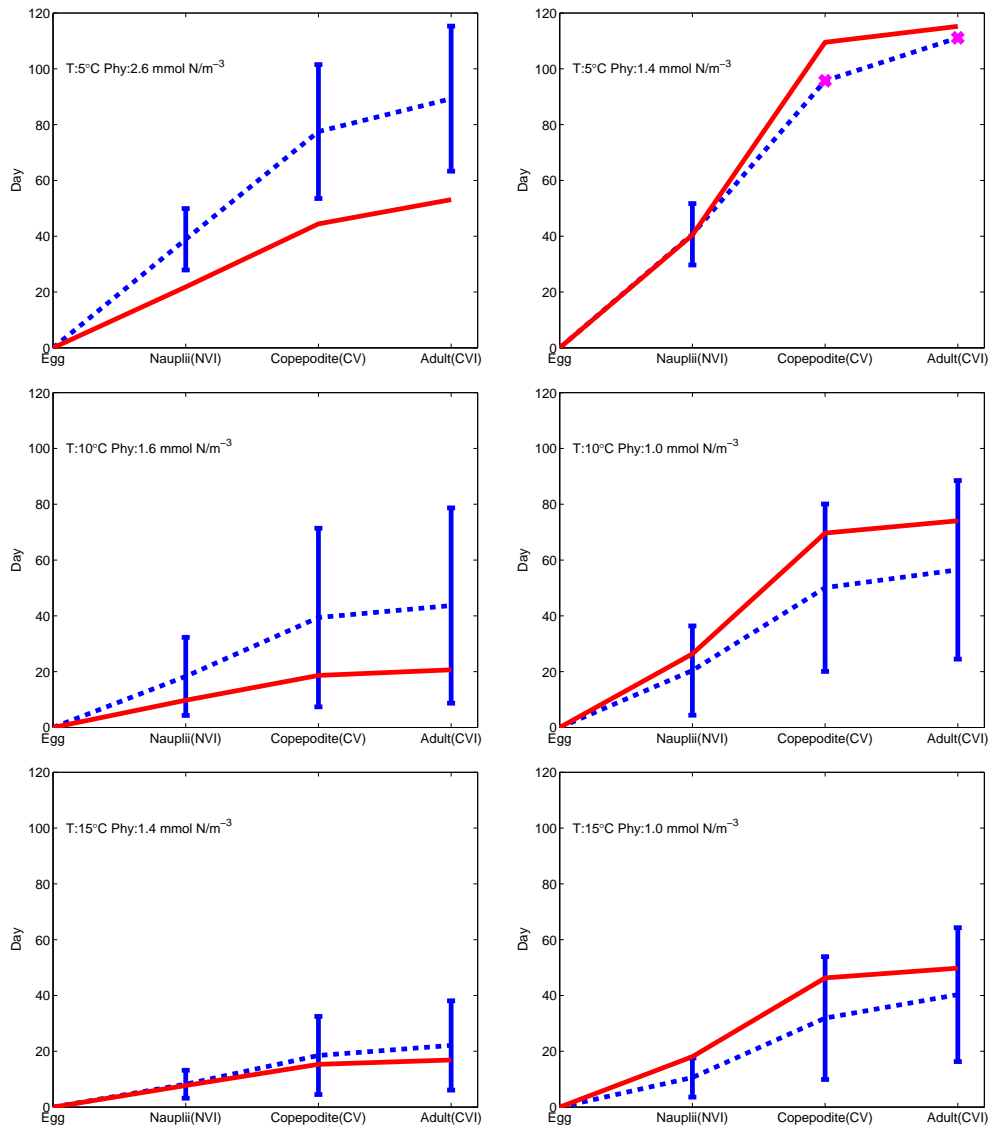 120
100
80
60
40
20
0
Day
T:5°C Phy:2.6 mmol N/m⁻³
Egg Nauplii(NVI) Copepodite(CV) Adult(CVI)
120
100
80
60
40
20
0
Day
T:5°C Phy:1.4 mmol N/m⁻³
Egg Nauplii(NVI) Copepodite(CV) Adult(CVI)
120
100
80
60
40
20
0
Day
T:10°C Phy:1.6 mmol N/m⁻³
Egg Nauplii(NVI) Copepodite(CV) Adult(CVI)
120
100
80
60
40
20
0
Day
T:10°C Phy:1.0 mmol N/m⁻³
Egg Nauplii(NVI) Copepodite(CV) Adult(CVI)
120
100
80
60
40
20
0
Day
T:15°C Phy:1.4 mmol N/m⁻³
Egg Nauplii(NVI) Copepodite(CV) Adult(CVI)
120
100
80
60
40
20
0
Day
T:15°C Phy:1.0 mmol N/m⁻³
Egg Nauplii(NVI) Copepodite(CV) Adult(CVI)